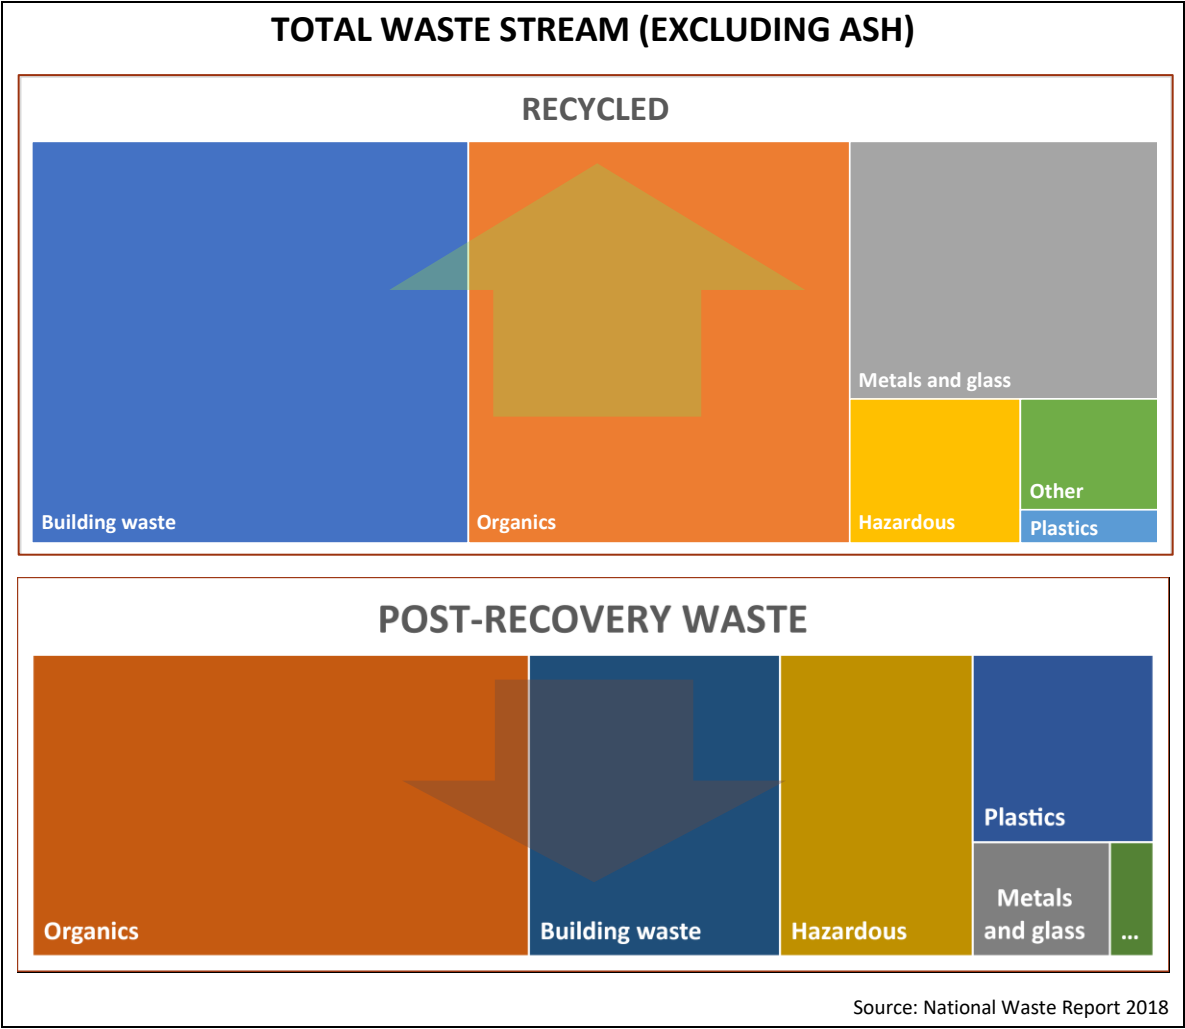 TOTAL WASTE STREAM (EXCLUDING ASH)
RECYCLED
Building waste
Organics
Metals and glass
Hazardous
Other
Plastics
POST-RECOVERY WASTE
Organics
Building waste
Hazardous
Plastics
Metals
and glass
...
Source: National Waste Report 2018